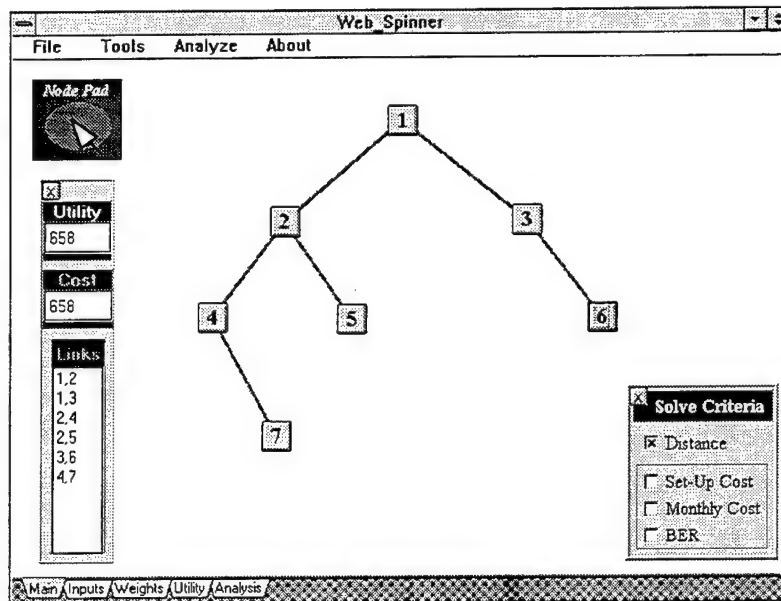 Web_Spinner
File Tools Analyze About
Node Pad
1
2
3
4
5
6
7
X
Utility
658
Cost
658
Links
1,2
1,3
2,4
2,5
3,6
4,7
X
Solve Criteria
Distance
Set-Up Cost
Monthly Cost
BER
Main Inputs Weights Utility Analysis